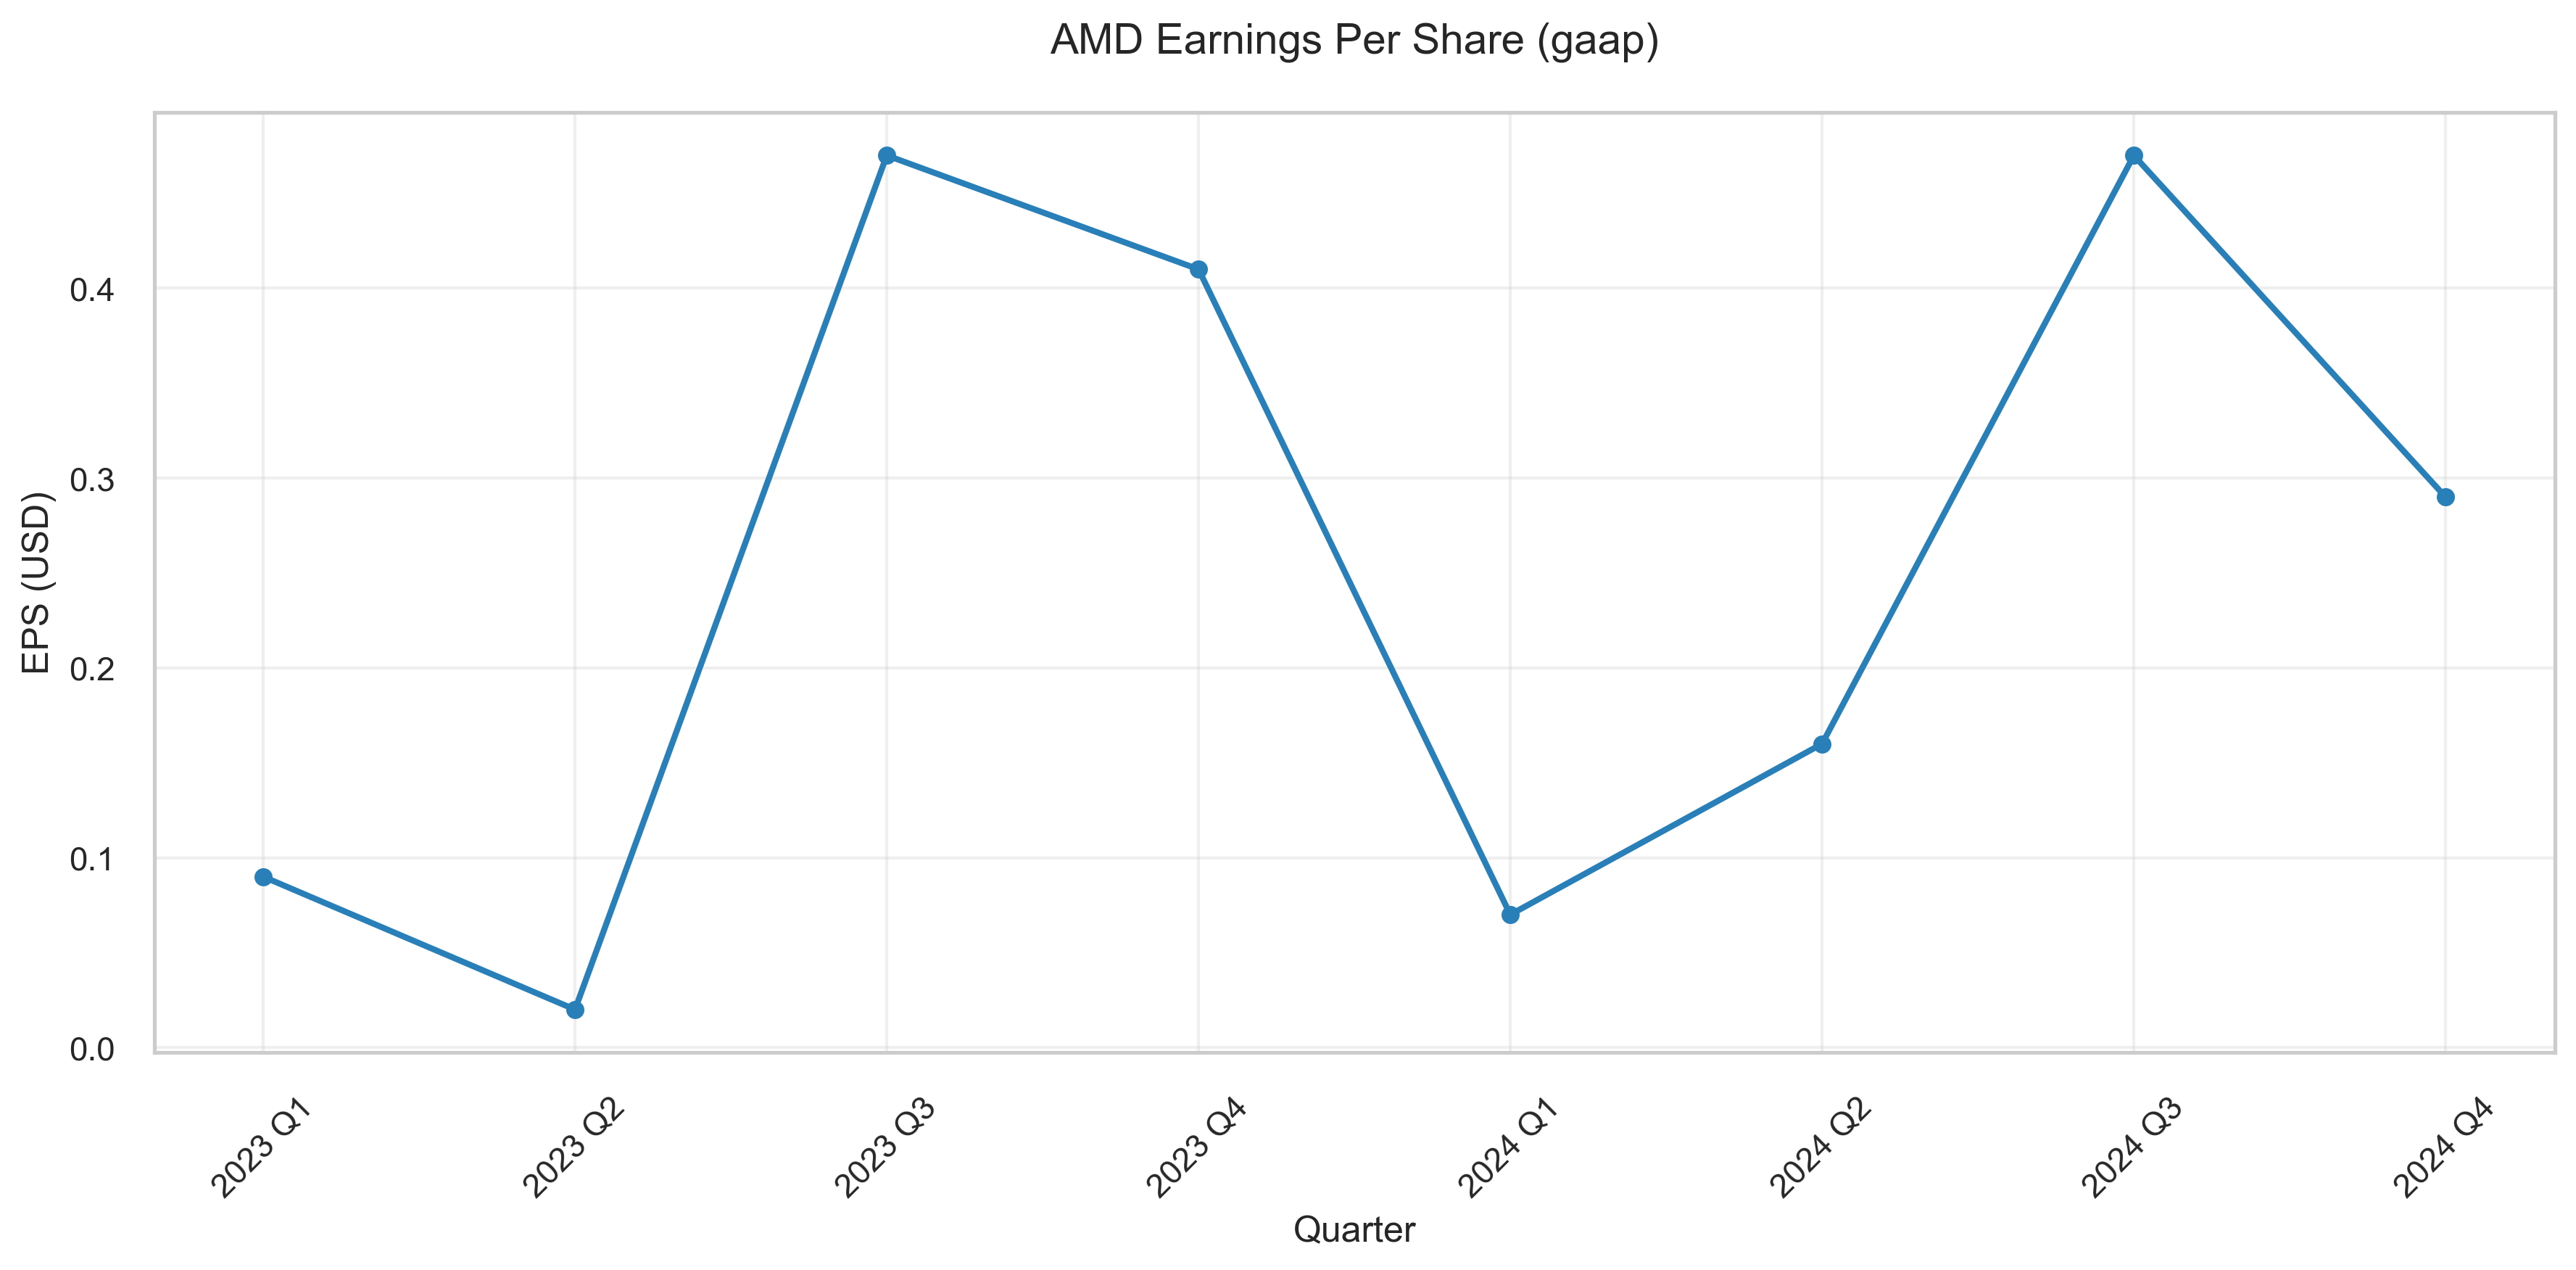 AMD Earnings Per Share (gaap)
EPS (USD)
0.4
0.3
0.2
0.1
0.0
2023 Q1
2023 Q2
2023 Q3
2023 Q4
2024 Q1
2024 Q2
2024 Q3
2024 Q4
Quarter